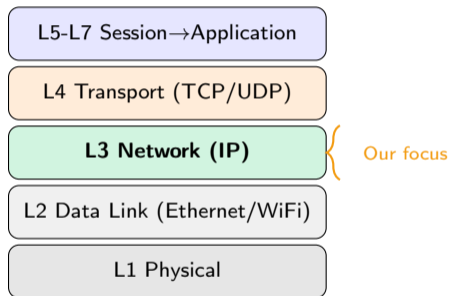 L5-L7 Session→Application
L4 Transport (TCP/UDP)
L3 Network (IP)
Our focus
L2 Data Link (Ethernet/WiFi)
L1 Physical